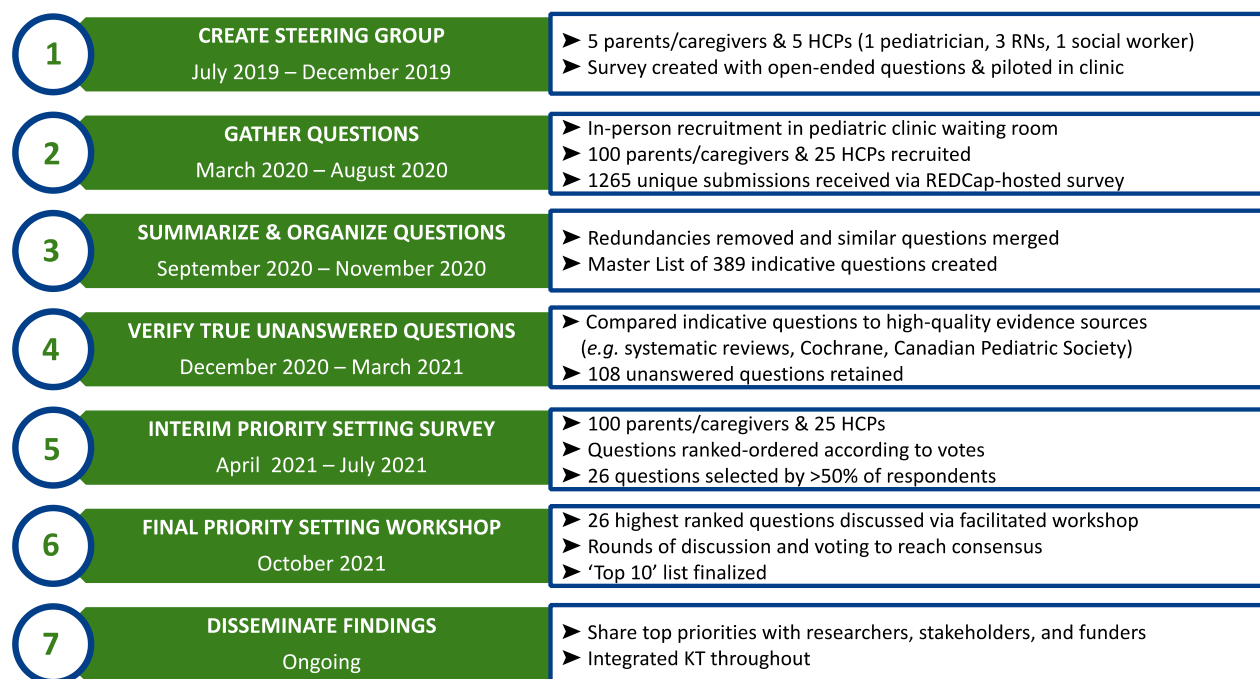 1
CREATE STEERING GROUP
July 2019 – December 2019
➤ 5 parents/caregivers & 5 HCPs (1 pediatrician, 3 RNs, 1 social worker)
➤ Survey created with open-ended questions & piloted in clinic
2
GATHER QUESTIONS
March 2020 – August 2020
➤ In-person recruitment in pediatric clinic waiting room
➤ 100 parents/caregivers & 25 HCPs recruited
➤ 1265 unique submissions received via REDCap-hosted survey
3
SUMMARIZE & ORGANIZE QUESTIONS
September 2020 – November 2020
➤ Redundancies removed and similar questions merged
➤ Master List of 389 indicative questions created
4
VERIFY TRUE UNANSWERED QUESTIONS
December 2020 – March 2021
➤ Compared indicative questions to high-quality evidence sources
(e.g. systematic reviews, Cochrane, Canadian Pediatric Society)
➤ 108 unanswered questions retained
5
INTERIM PRIORITY SETTING SURVEY
April 2021 – July 2021
➤ 100 parents/caregivers & 25 HCPs
➤ Questions ranked-ordered according to votes
➤ 26 questions selected by >50% of respondents
6
FINAL PRIORITY SETTING WORKSHOP
October 2021
➤ 26 highest ranked questions discussed via facilitated workshop
➤ Rounds of discussion and voting to reach consensus
➤ ‘Top 10’ list finalized
7
DISSEMINATE FINDINGS
Ongoing
➤ Share top priorities with researchers, stakeholders, and funders
➤ Integrated KT throughout